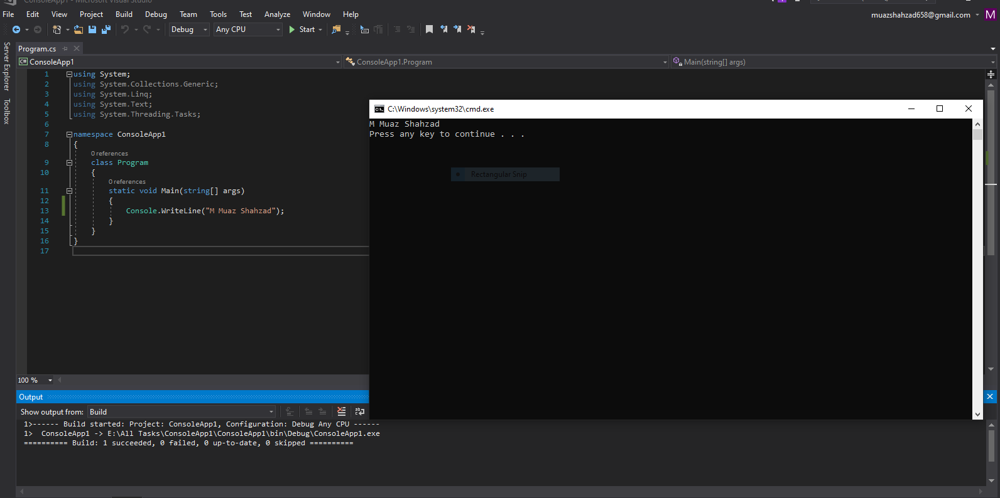 ConsoleApp1 - Microsoft Visual Studio
File Edit View Project Build Debug Team Tools Test Analyze Window Help
muazshahzad658@gmail.com M
Debug Any CPU Start
Server Explorer
Toolbox
Program.cs
C# ConsoleApp1 ConsoleApp1.Program Main(string[] args)
1 using System;
2 using System.Collections.Generic;
3 using System.Linq;
4 using System.Text;
5 using System.Threading.Tasks;
6
7 namespace ConsoleApp1
8 {
0 references
9 class Program
10 {
0 references
11 static void Main(string[] args)
12 {
13 Console.WriteLine("M Muaz Shahzad");
14 }
15 }
16 }
17
C:\Windows\system32\cmd.exe
M Muaz Shahzad
Press any key to continue . . .
Rectangular Snip
100 %
Output
Show output from: Build
1>------ Build started: Project: ConsoleApp1, Configuration: Debug Any CPU ------
1> ConsoleApp1 -> E:\All Tasks\ConsoleApp1\ConsoleApp1\bin\Debug\ConsoleApp1.exe
========== Build: 1 succeeded, 0 failed, 0 up-to-date, 0 skipped ==========